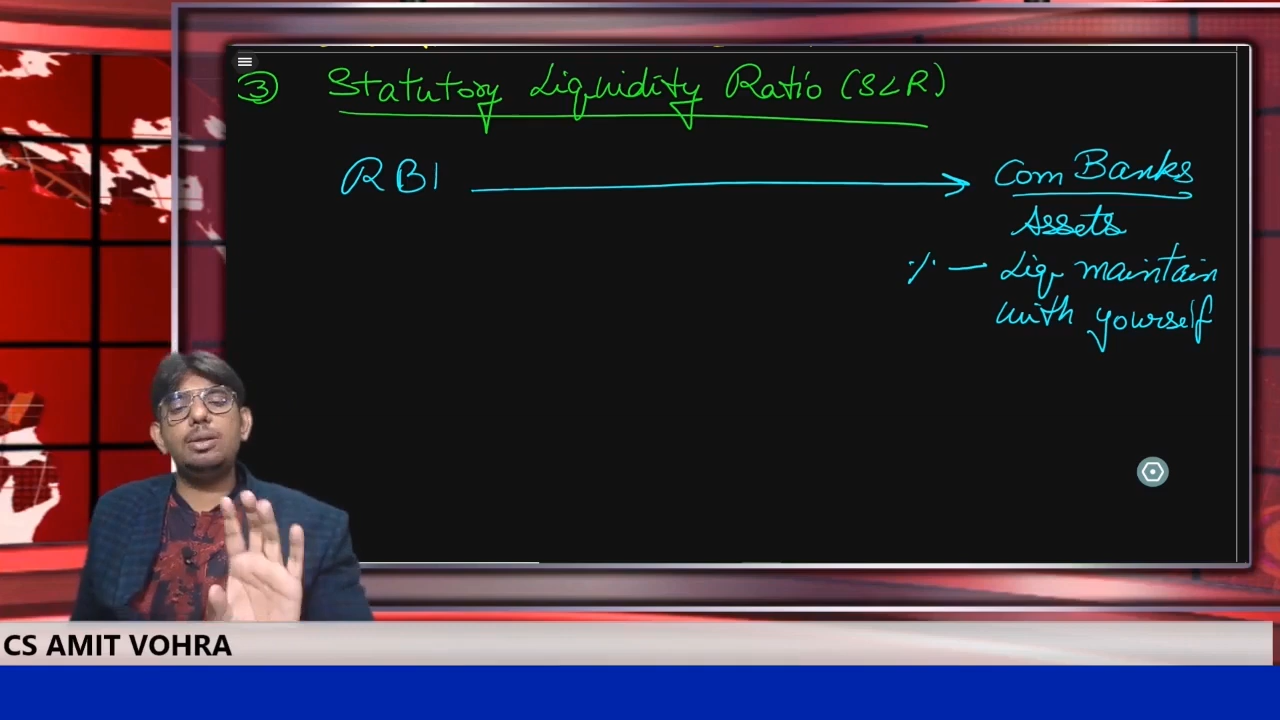 ③ Statutory Liquidity Ratio (SLR)
RBI
Com Banks
Assets
% - Liq maintain
with yourself
CS AMIT VOHRA